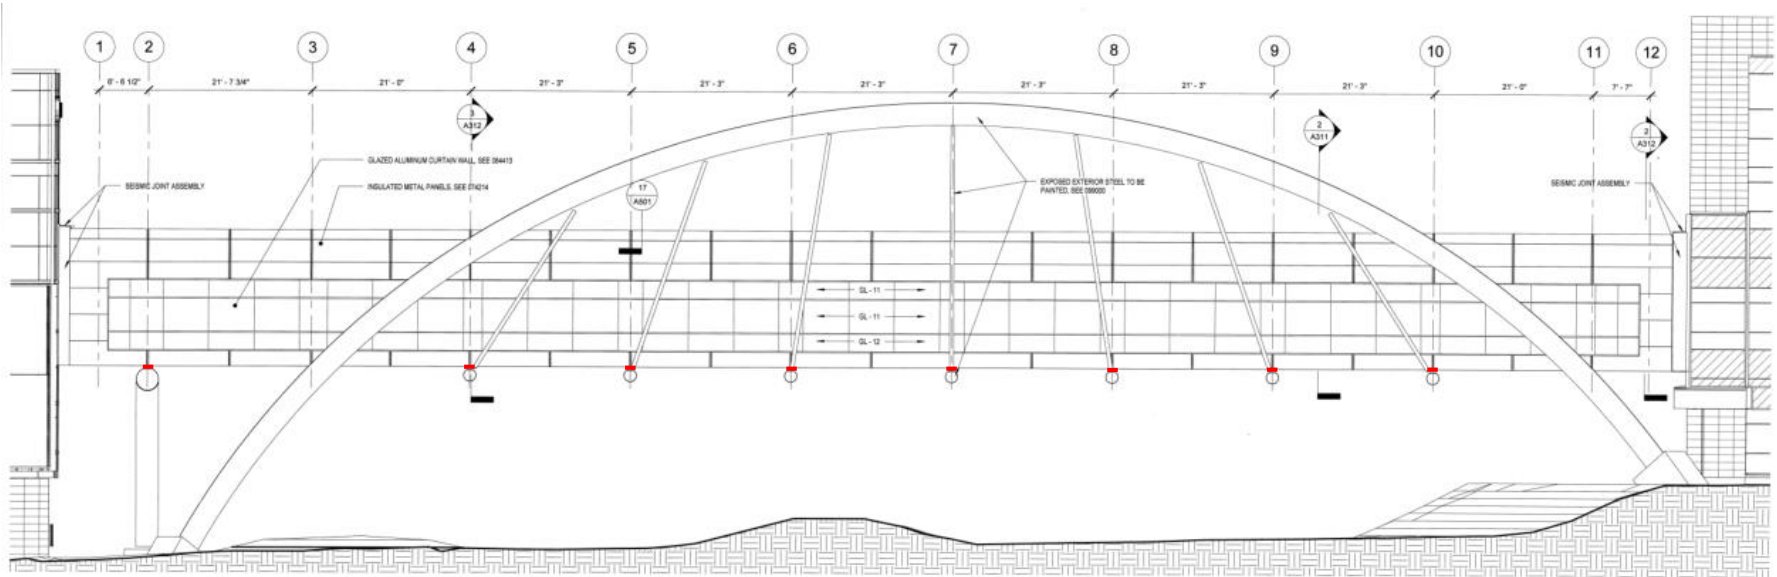 1 2 3 4 5 6 7 8 9 10 11 12
6' - 6 1/2" 21' - 7 3/4" 21' - 0" 21' - 3" 21' - 3" 21' - 3" 21' - 3" 21' - 3" 21' - 3" 21' - 0" 7' - 7"
3
A312
2
A311
2
A312
GLAZED ALUMINUM CURTAIN WALL, SEE 084413
SEISMIC JOINT ASSEMBLY
INSULATED METAL PANELS, SEE 074214
17
A501
EXPOSED EXTERIOR STEEL TO BE
PAINTED, SEE 099000
SEISMIC JOINT ASSEMBLY
GL - 11
GL - 11
GL - 12